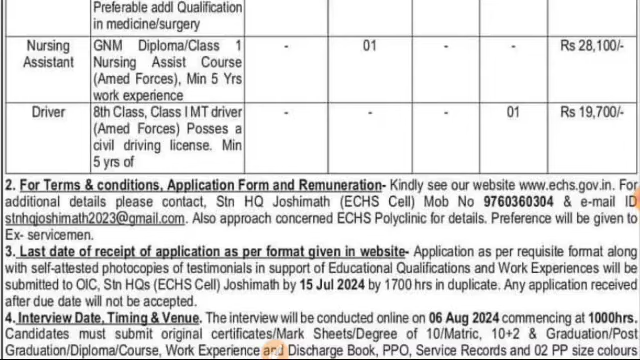 Preferable addl Qualification
in medicine/surgery
Nursing Assistant GNM Diploma/Class 1 Nursing Assist Course (Amed Forces), Min 5 Yrs work experience - 01 - - Rs 28,100/-
Driver 8th Class, Class I MT driver (Amed Forces) Posses a civil driving license. Min 5 yrs of - - - 01 Rs 19,700/-
2. For Terms & conditions, Application Form and Remuneration- Kindly see our website www.echs.gov.in. For
additional details please contact, Stn HQ Joshimath (ECHS Cell) Mob No 9760360304 & e-mail ID
stnhqjoshimath2023@gmail.com. Also approach concerned ECHS Polyclinic for details. Preference will be given to
Ex- servicemen.
3. Last date of receipt of application as per format given in website- Application as per requisite format along
with self-attested photocopies of testimonials in support of Educational Qualifications and Work Experiences will be
submitted to OIC, Stn HQs (ECHS Cell) Joshimath by 15 Jul 2024 by 1700 hrs in duplicate. Any application received
after due date will not be accepted.
4. Interview Date, Timing & Venue. The interview will be conducted online on 06 Aug 2024 commencing at 1000hrs.
Candidates must submit original certificates/Mark Sheets/Degree of 10/Matric, 10+2 & Graduation/Post
Graduation/Diploma/Course, Work Experience and Discharge Book, PPO, Service Records and 02 PP size colout